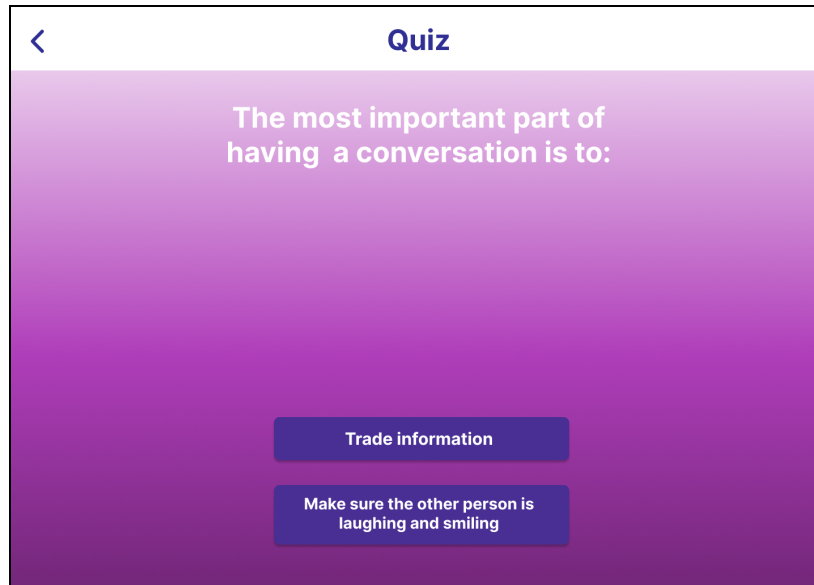 Quiz
The most important part of
having  a conversation is to:
Trade information
Make sure the other person is
laughing and smiling